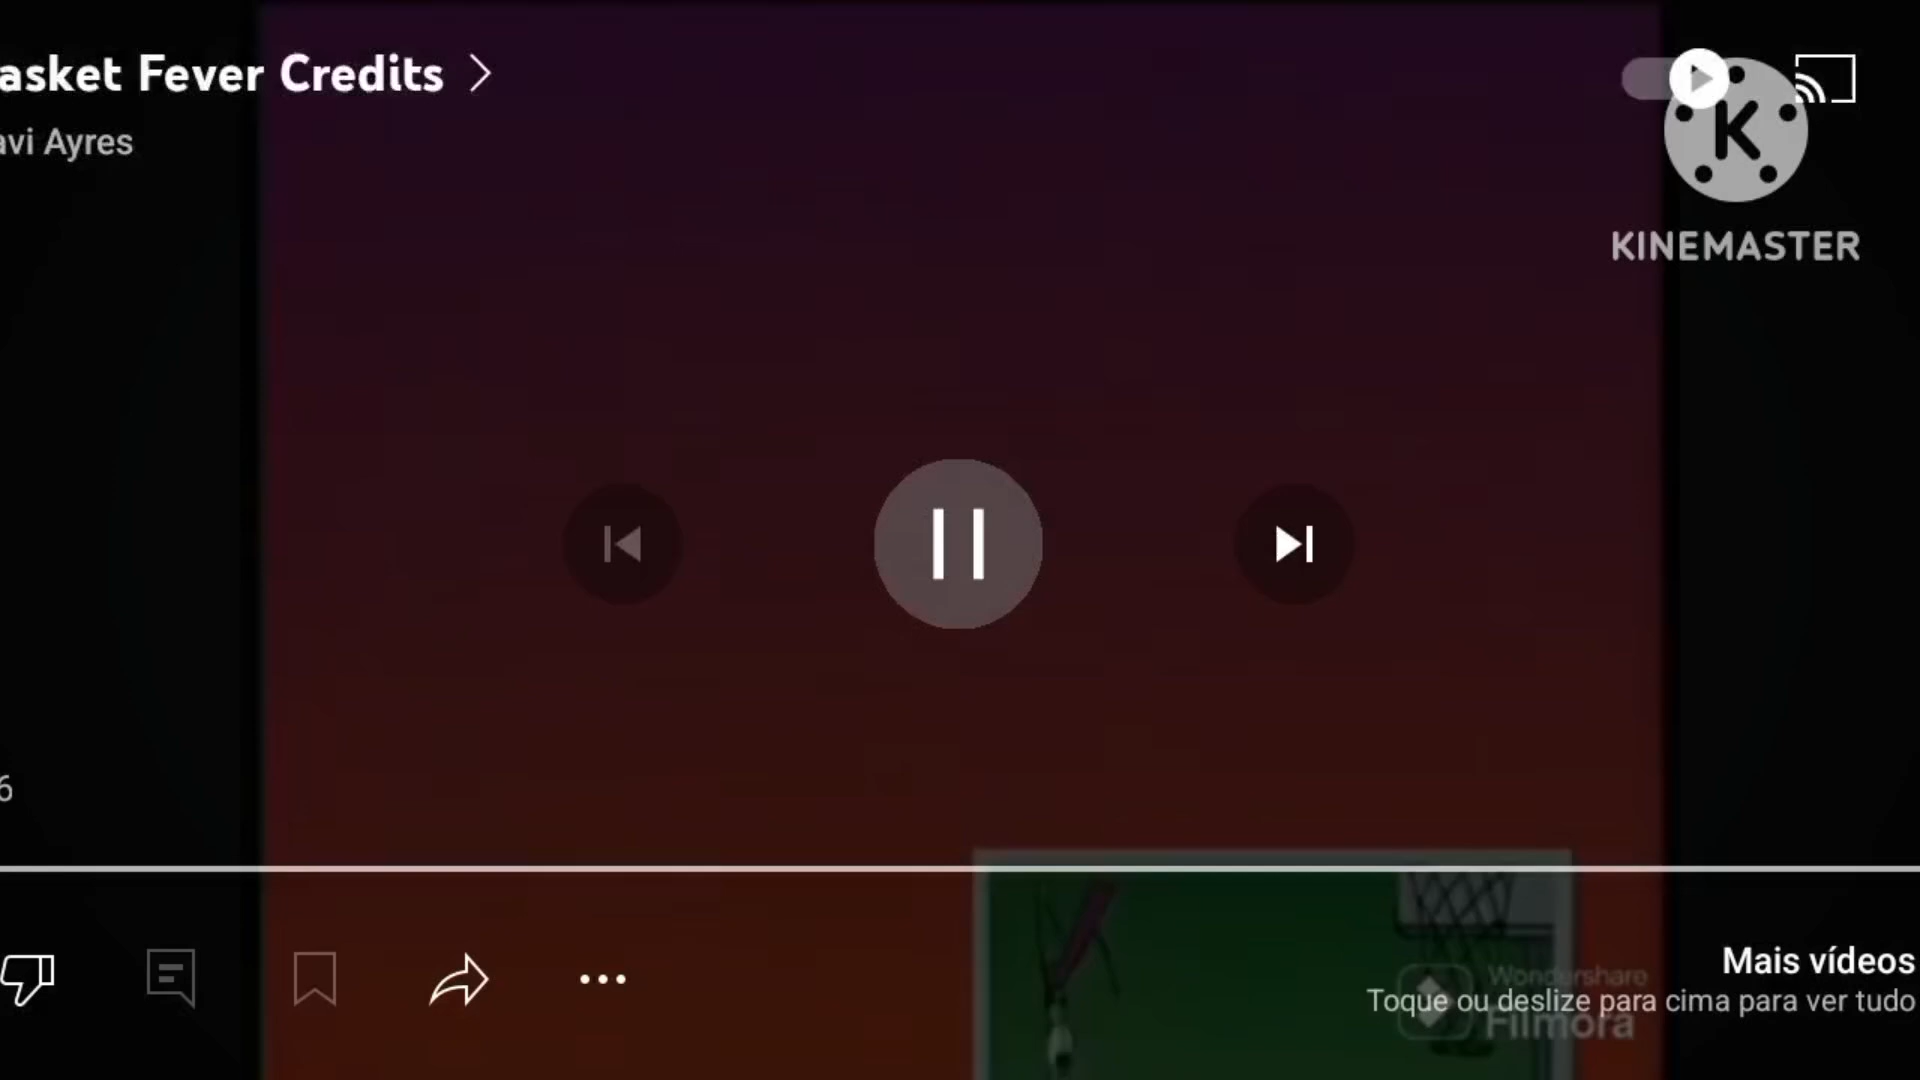 asket Fever Credits
avi Ayres
K
KINEMASTER
6
Mais vídeos
Wondershare
Toque ou deslize para cima para ver tudo
Filmora